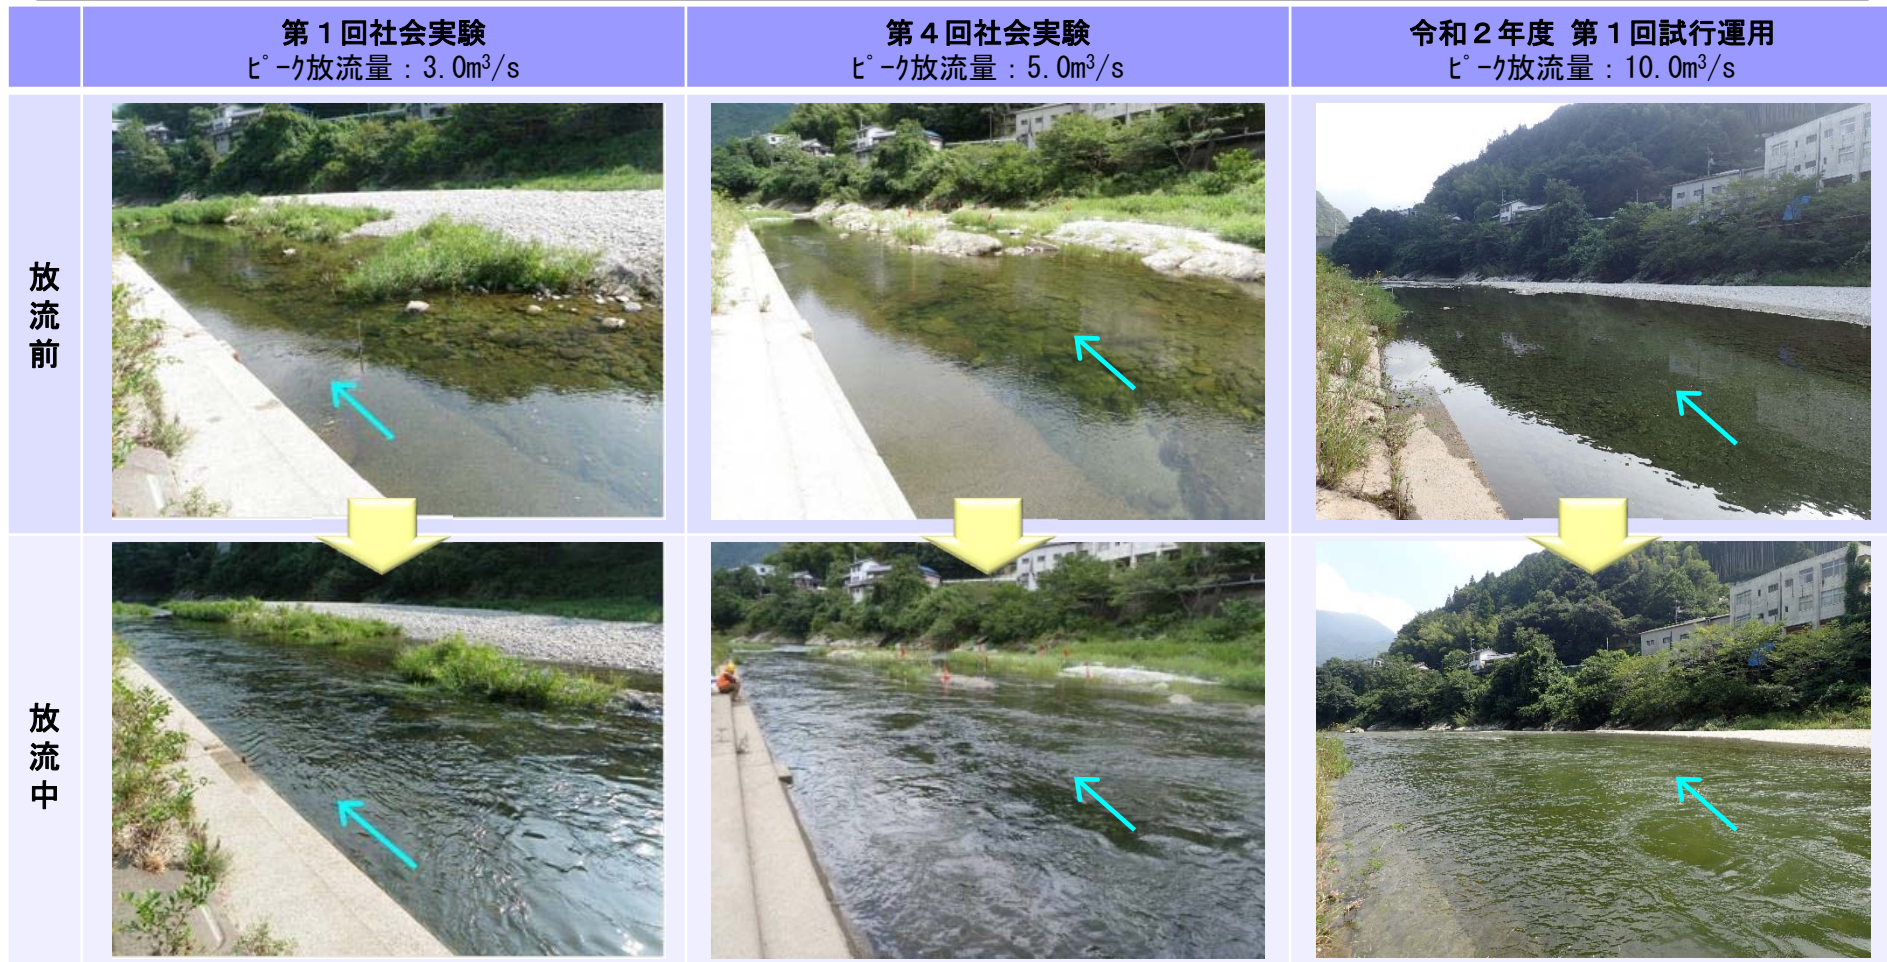 第１回社会実験
ﾋﾟｰｸ放流量：3.0m³/s
第４回社会実験
ﾋﾟｰｸ放流量：5.0m³/s
令和２年度 第１回試行運用
ﾋﾟｰｸ放流量：10.0m³/s
放流前
放流中